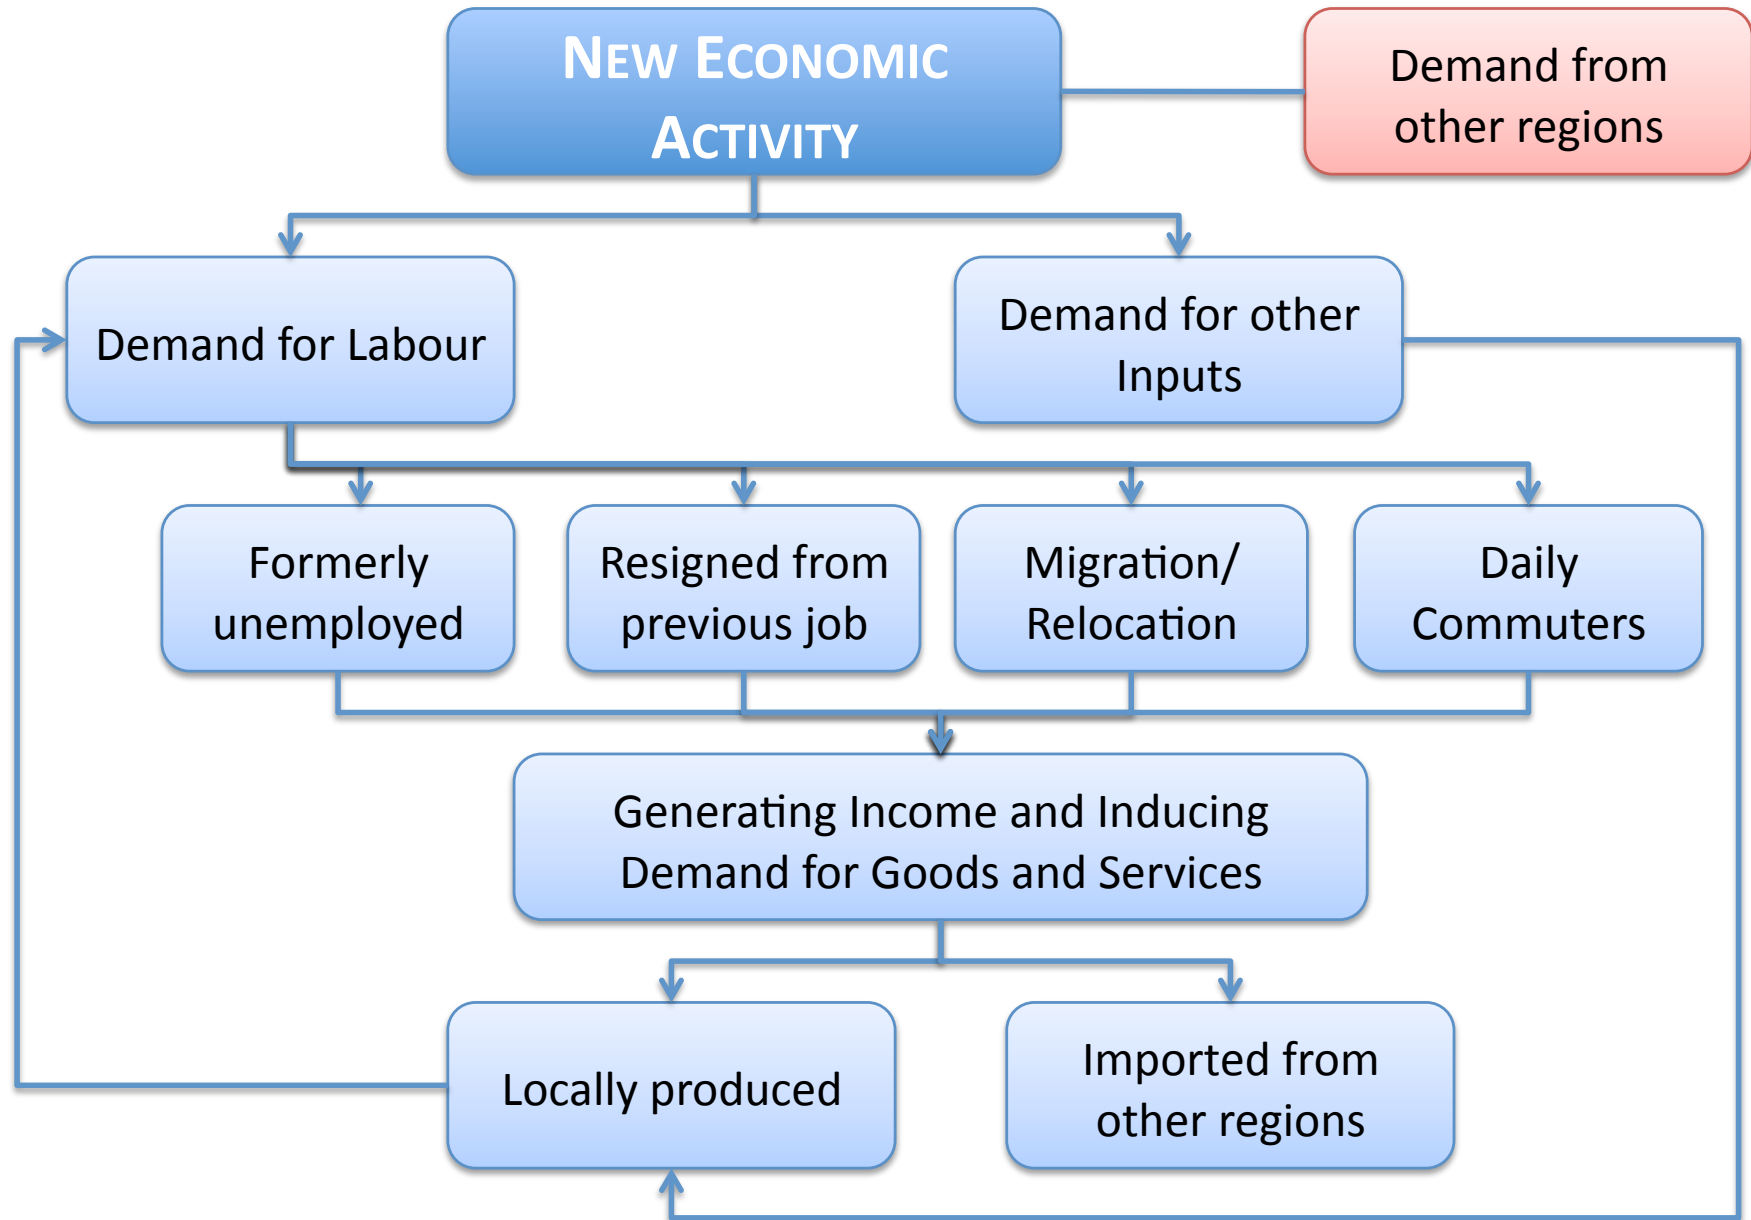 NEW ECONOMIC
ACTIVITY
Demand from
other regions
Demand for Labour
Demand for other
Inputs
Formerly
unemployed
Resigned from
previous job
Migration/
Relocation
Daily
Commuters
Generating Income and Inducing
Demand for Goods and Services
Locally produced
Imported from
other regions